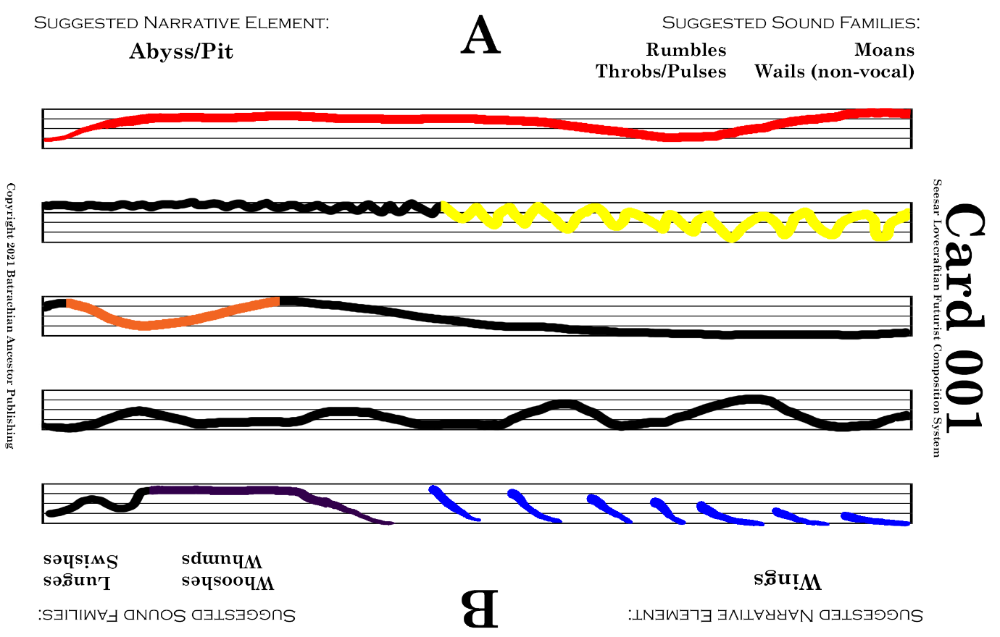 Suggested Narrative Element:
Abyss/Pit
A
Suggested Sound Families:
Rumbles
Throbs/Pulses
Moans
Wails (non-vocal)
Copyright 2021 Batrachian Ancestor Publishing
Seesar Lovecraftian Futurist Composition System
Card 001
B
Suggested Narrative Element:
Wings
Suggested Sound Families:
Whooshes
Whumps
Lunges
Swishes